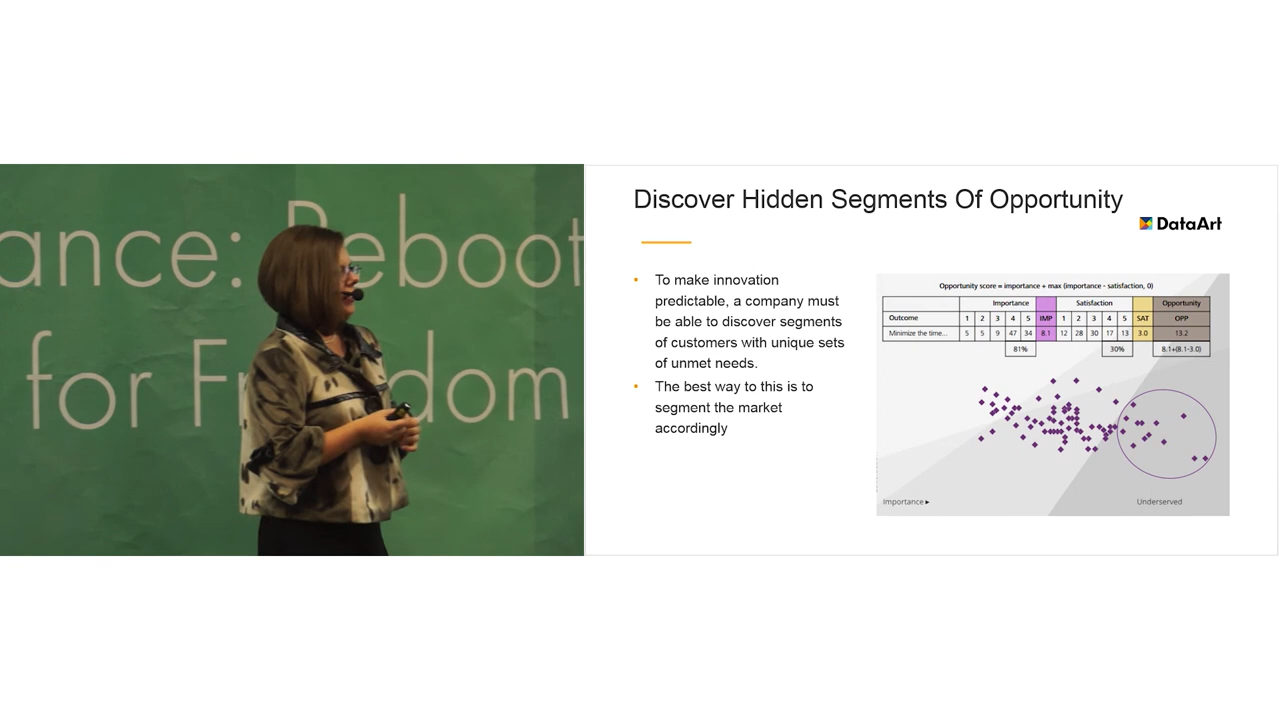 ance: Reboot
for Fr dom
Discover Hidden Segments Of Opportunity
DataArt
• To make innovation
predictable, a company must
be able to discover segments
of customers with unique sets
of unmet needs.
• The best way to this is to
segment the market
accordingly
Opportunity score = importance + max (importance - satisfaction, 0)
Importance Satisfaction Opportunity
Outcome 1 2 3 4 5 IMP 1 2 3 4 5 SAT OPP
Minimize the time... 5 5 9 47 34 8.1 12 28 30 17 13 3.0 13.2
81% 30% 8.1+(8.1-3.0)
Importance ▸ Underserved